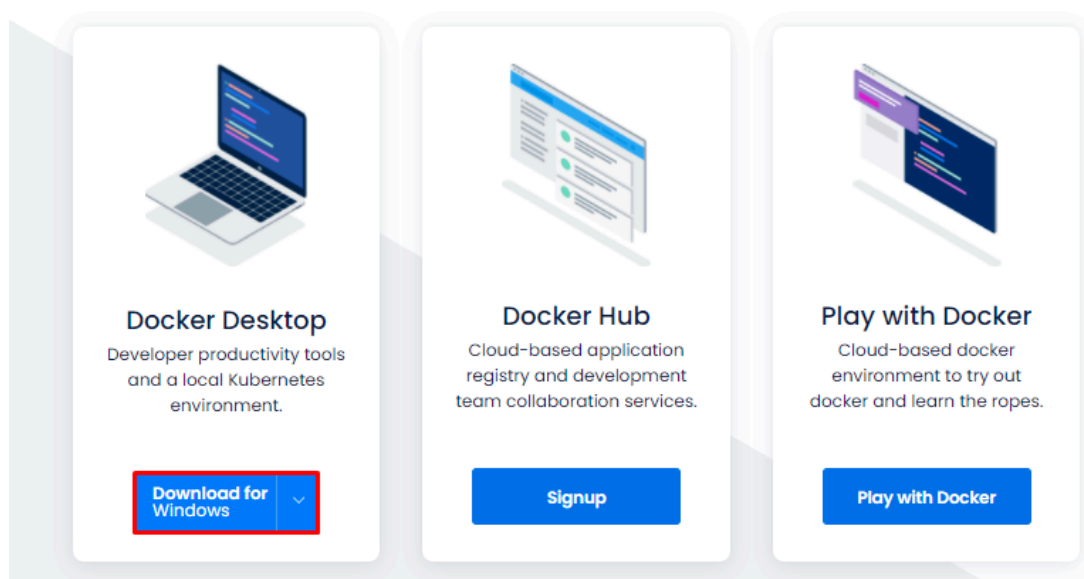 Docker Desktop
Developer productivity tools
and a local Kubernetes
environment.
Download for
Windows
Docker Hub
Cloud-based application
registry and development
team collaboration services.
Signup
Play with Docker
Cloud-based docker
environment to try out
docker and learn the ropes.
Play with Docker